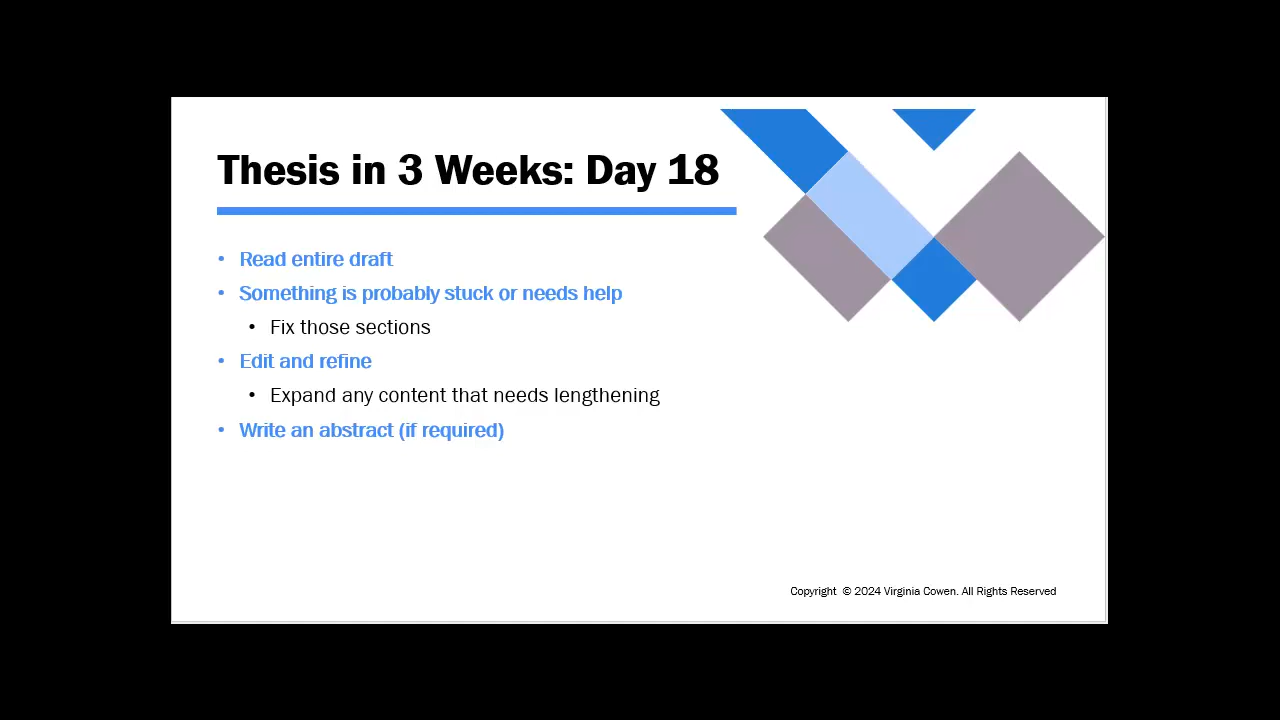 Thesis in 3 Weeks: Day 18
• Read entire draft
• Something is probably stuck or needs help
• Fix those sections
• Edit and refine
• Expand any content that needs lengthening
• Write an abstract (if required)
Copyright © 2024 Virginia Cowen. All Rights Reserved